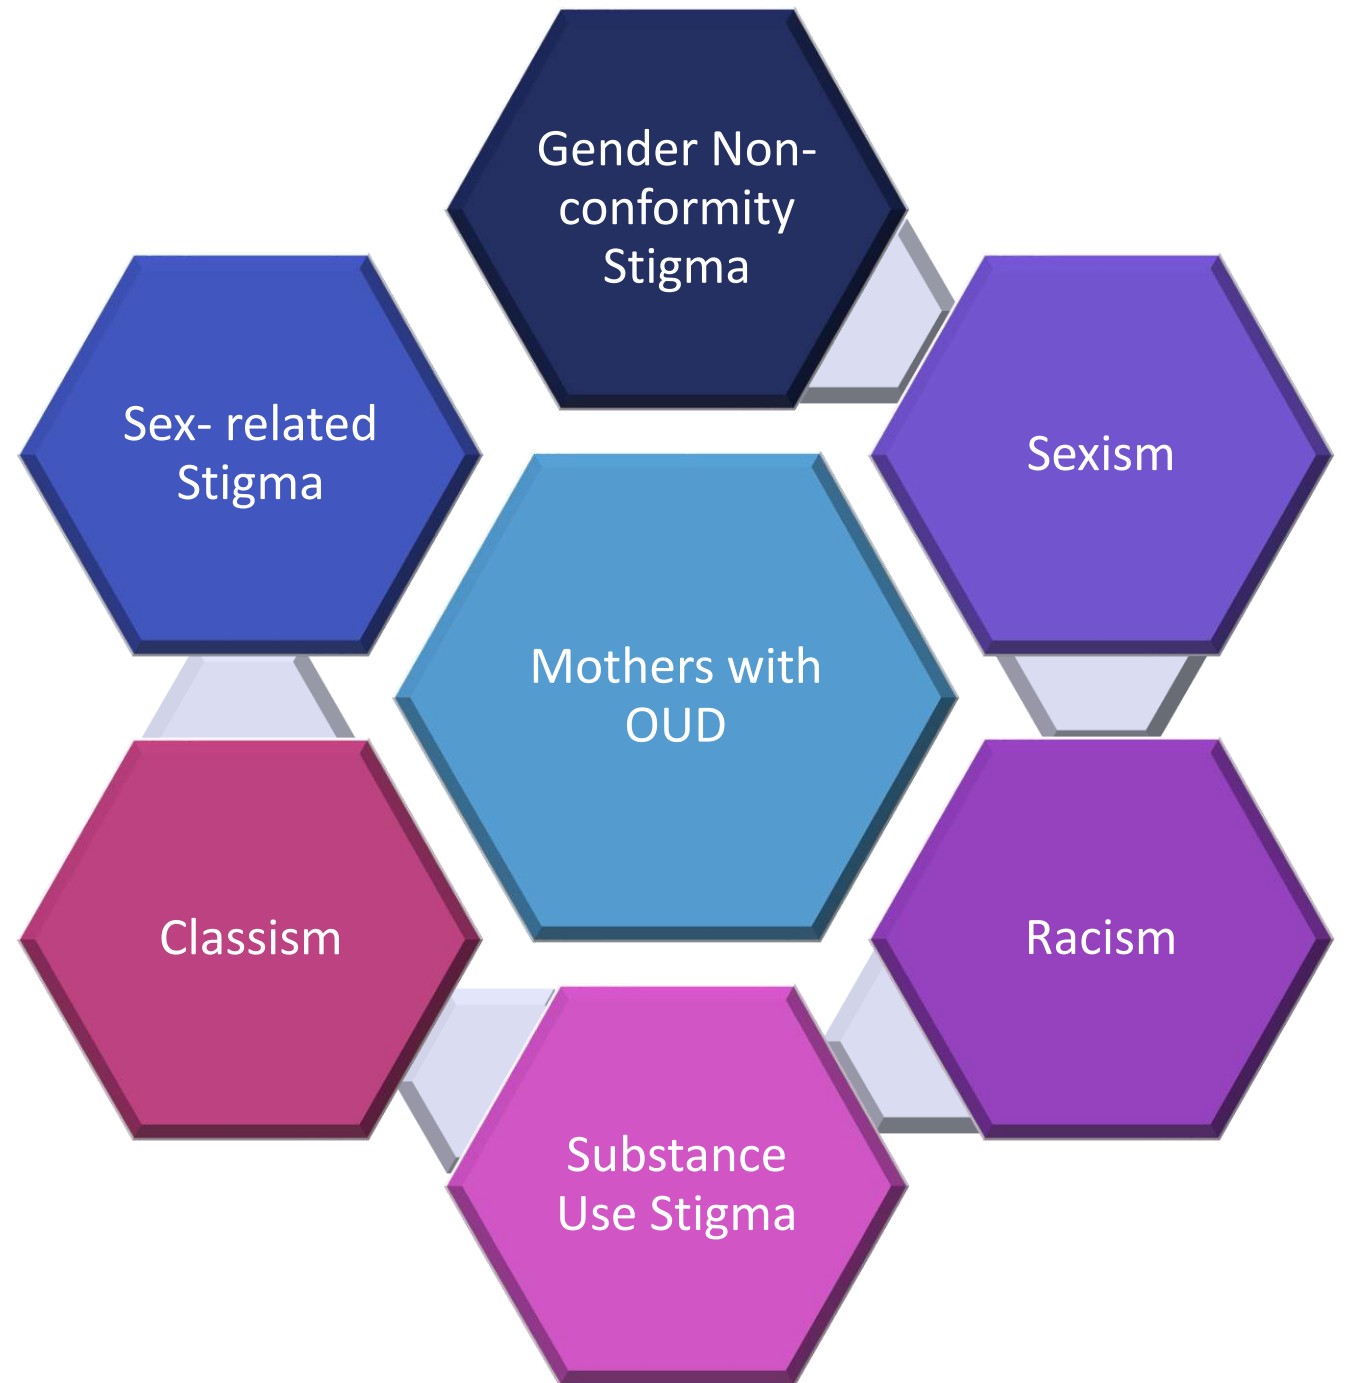 Gender Non-
conformity
Stigma
Sex- related
Stigma
Sexism
Mothers with
OUD
Classism
Racism
Substance
Use Stigma